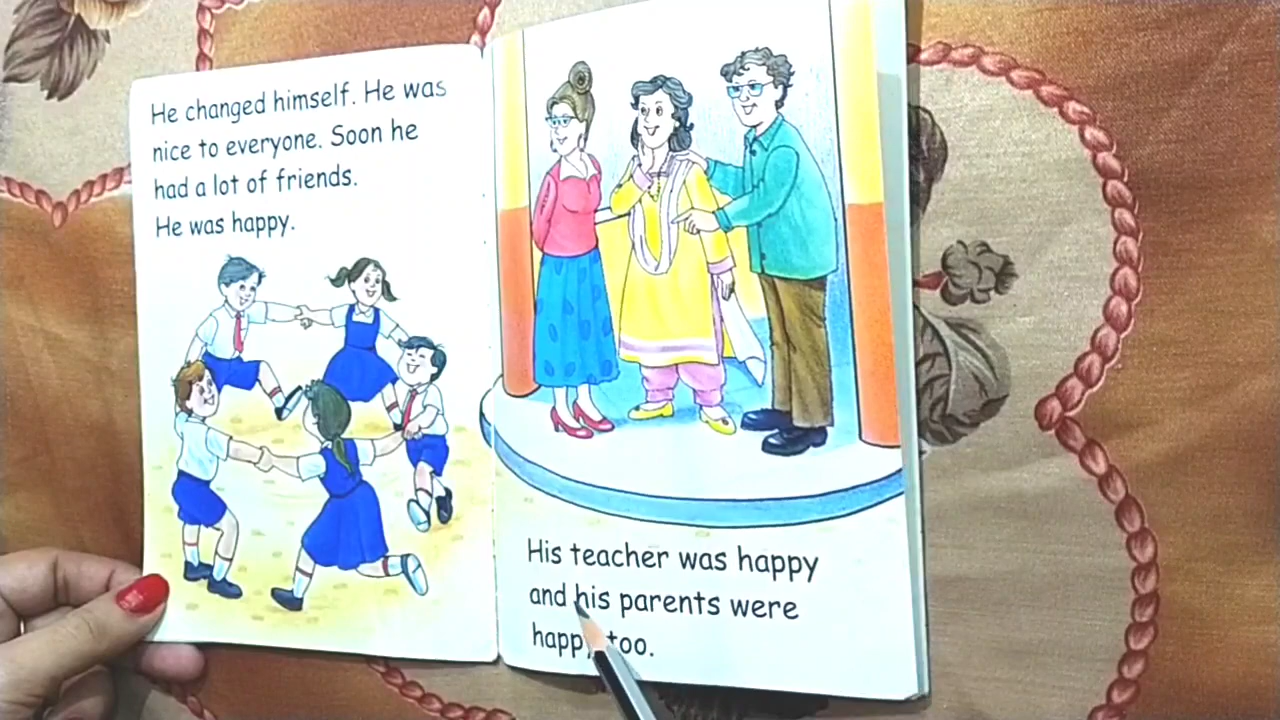 He changed himself. He was
nice to everyone. Soon he
had a lot of friends.
He was happy.
His teacher was happy
and his parents were
happy too.